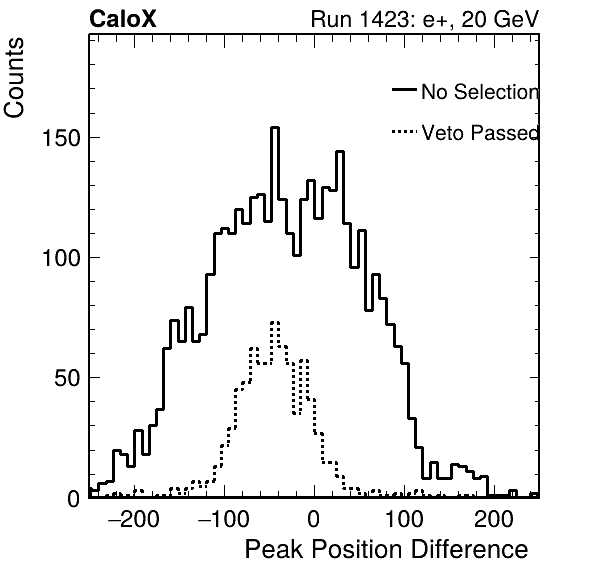 CaloX Run 1423: e+, 20 GeV
Counts
No Selection
Veto Passed
150
100
50
0
−200 −100 0 100 200
Peak Position Difference